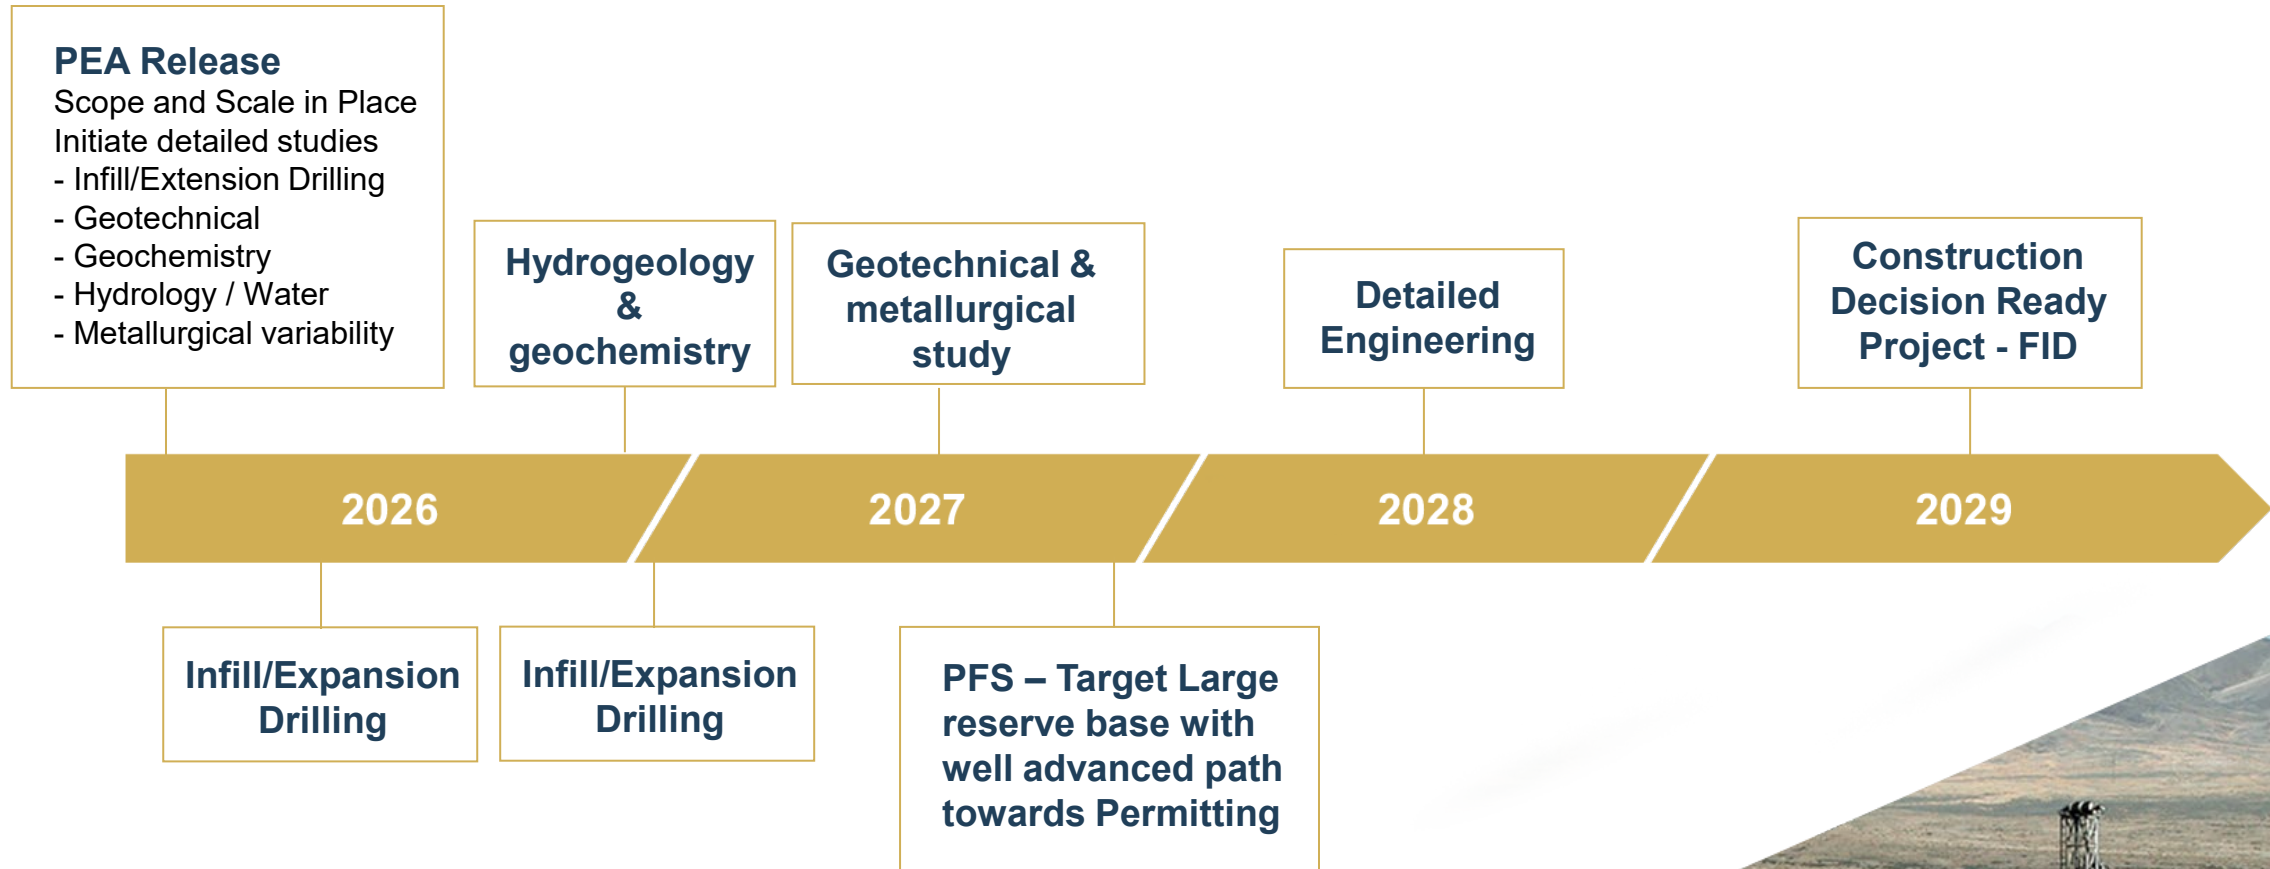 PEA Release
Scope and Scale in Place
Initiate detailed studies
- Infill/Extension Drilling
- Geotechnical
- Geochemistry
- Hydrology / Water
- Metallurgical variability
Hydrogeology
&
geochemistry
Geotechnical &
metallurgical
study
Detailed
Engineering
Construction
Decision Ready
Project - FID
2026
2027
2028
2029
Infill/Expansion
Drilling
Infill/Expansion
Drilling
PFS – Target Large
reserve base with
well advanced path
towards Permitting